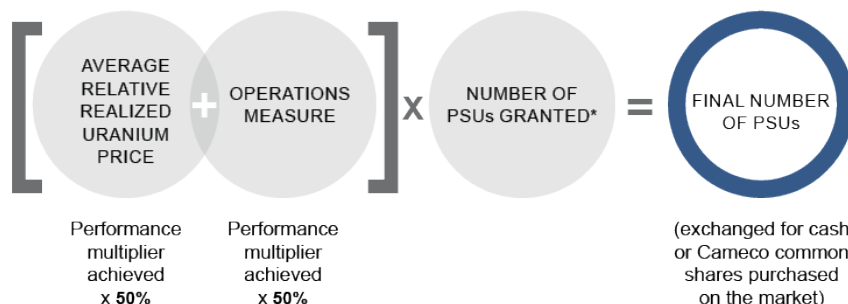 AVERAGE
RELATIVE
REALIZED
URANIUM
PRICE
+
OPERATIONS
MEASURE
x
NUMBER OF
PSUs GRANTED*
=
FINAL NUMBER
OF PSUs
Performance
multiplier
achieved
x 50%
Performance
multiplier
achieved
x 50%
(exchanged for cash
or Cameco common
shares purchased
on the market)